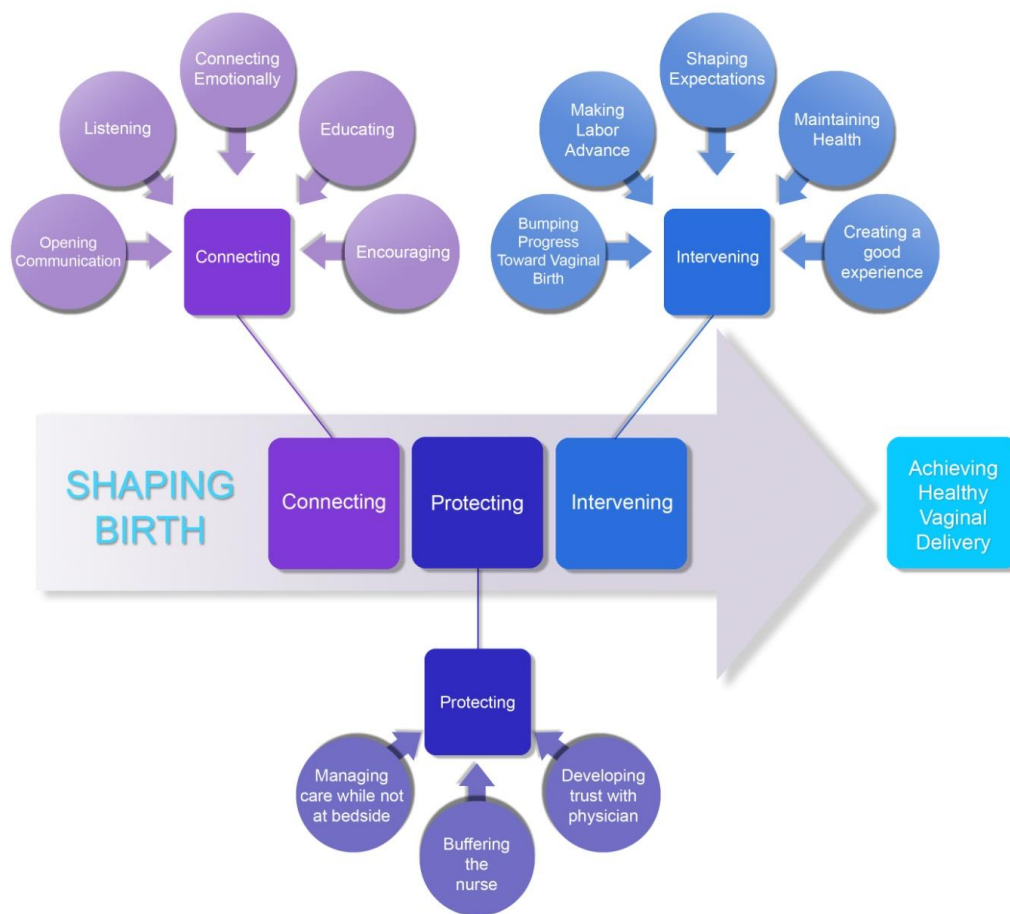 Connecting
Emotionally
Listening
Educating
Opening
Communication
Connecting
Encouraging
Shaping
Expectations
Making
Labor
Advance
Maintaining
Health
Bumping
Progress
Toward Vaginal
Birth
Intervening
Creating a
good
experience
SHAPING
BIRTH
Connecting
Protecting
Intervening
Achieving
Healthy
Vaginal
Delivery
Protecting
Managing
care while not
at bedside
Buffering
the
nurse
Developing
trust with
physician